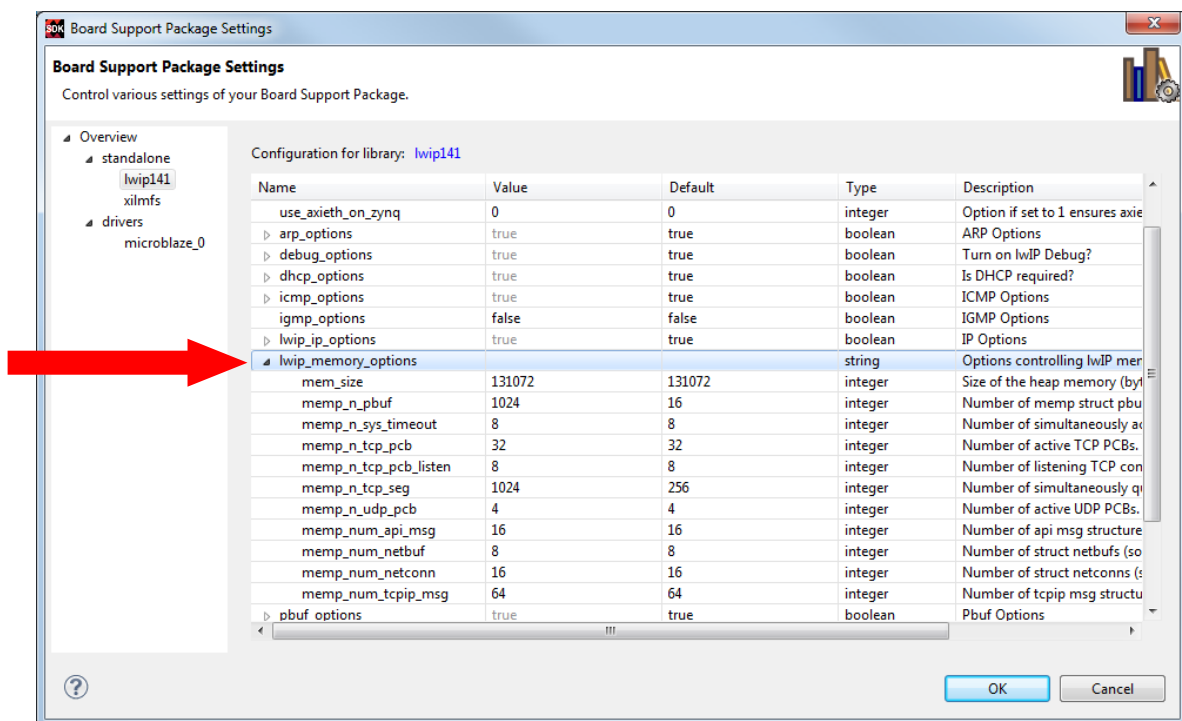 SDK Board Support Package Settings
Board Support Package Settings
Control various settings of your Board Support Package.
Overview
standalone
lwip141
xilmfs
drivers
microblaze_0
Configuration for library: lwip141
Name Value Default Type Description
use_axieth_on_zynq 0 0 integer Option if set to 1 ensures axie
arp_options true true boolean ARP Options
debug_options true true boolean Turn on lwIP Debug?
dhcp_options true true boolean Is DHCP required?
icmp_options true true boolean ICMP Options
igmp_options false false boolean IGMP Options
lwip_ip_options true true boolean IP Options
lwip_memory_options string Options controlling lwIP mer
mem_size 131072 131072 integer Size of the heap memory (byt
memp_n_pbuf 1024 16 integer Number of memp struct pbu
memp_n_sys_timeout 8 8 integer Number of simultaneously ac
memp_n_tcp_pcb 32 32 integer Number of active TCP PCBs.
memp_n_tcp_pcb_listen 8 8 integer Number of listening TCP con
memp_n_tcp_seg 1024 256 integer Number of simultaneously q
memp_n_udp_pcb 4 4 integer Number of active UDP PCBs.
memp_num_api_msg 16 16 integer Number of api msg structure
memp_num_netbuf 8 8 integer Number of struct netbufs (so
memp_num_netconn 16 16 integer Number of struct netconns (s
memp_num_tcpip_msg 64 64 integer Number of tcpip msg structu
pbuf_options true true boolean Pbuf Options
? OK Cancel